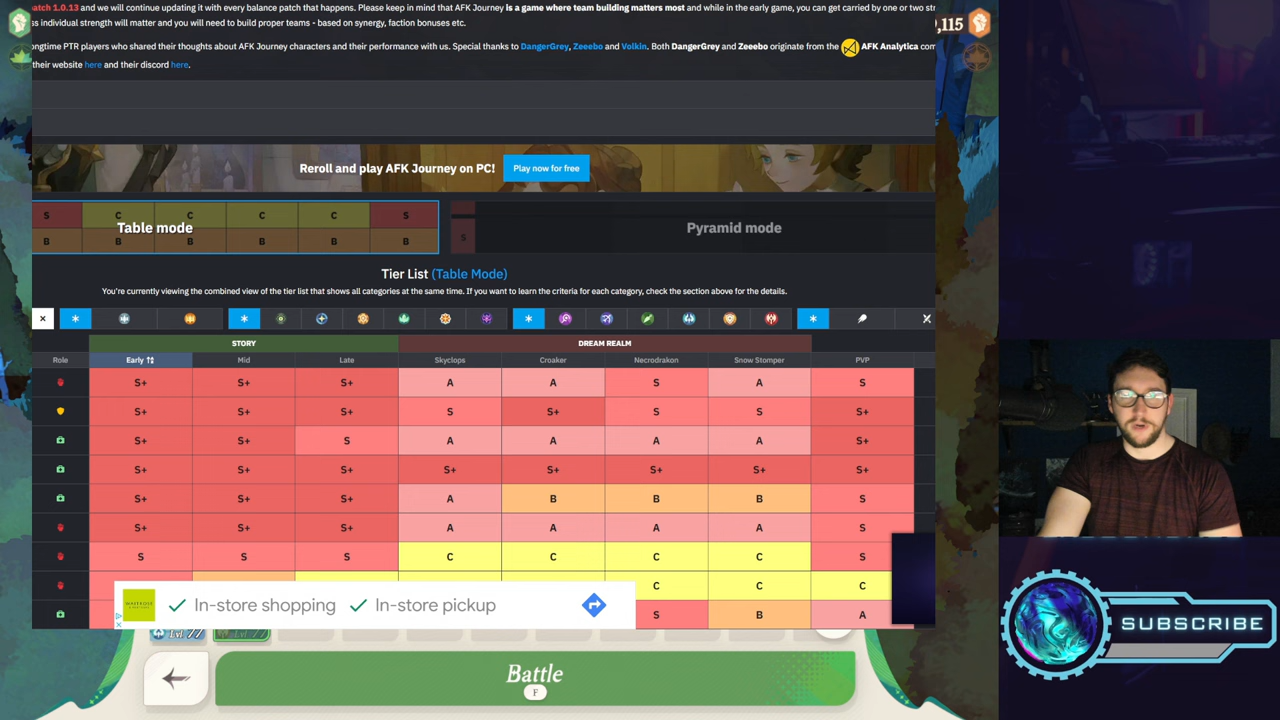 patch 1.0.13 and we will continue updating it with every balance patch that happens. Please keep in mind that AFK Journey is a game where team building matters most and while in the early game, you can get carried by one or two
9,115
ss individual strength will matter and you will need to build proper teams - based on synergy, faction bonuses etc.
longtime PTR players who shared their thoughts about AFK Journey characters and their performance with us. Special thanks to DangerGrey, Zeeebo and Volkin. Both DangerGrey and Zeeebo originate from the AFK Analytica
their website here and their discord here.
Reroll and play AFK Journey on PC! Play now for free
S C C C C S
Table mode
B B B B B B
S
Pyramid mode
Tier List (Table Mode)
You're currently viewing the combined view of the tier list that shows all categories at the same time. If you want to learn the criteria for each category, check the section above for the details.
STORY DREAM REALM
Role Early Mid Late Skyclops Croaker Necrodrakon Snow Stomper PVP
S+ S+ S+ A A S A S
S+ S+ S+ S S+ S S S+
S+ S+ S A A A A S+
S+ S+ S+ S+ S+ S+ S+ S+
S+ S+ S+ A B B B S
S+ S+ S+ A A A A S
S S S C C C C S
C C C
S B A
WAITROSE
In-store shopping In-store pickup
Lvl 77 Lvl 77
Battle
F
SUBSCRIBE